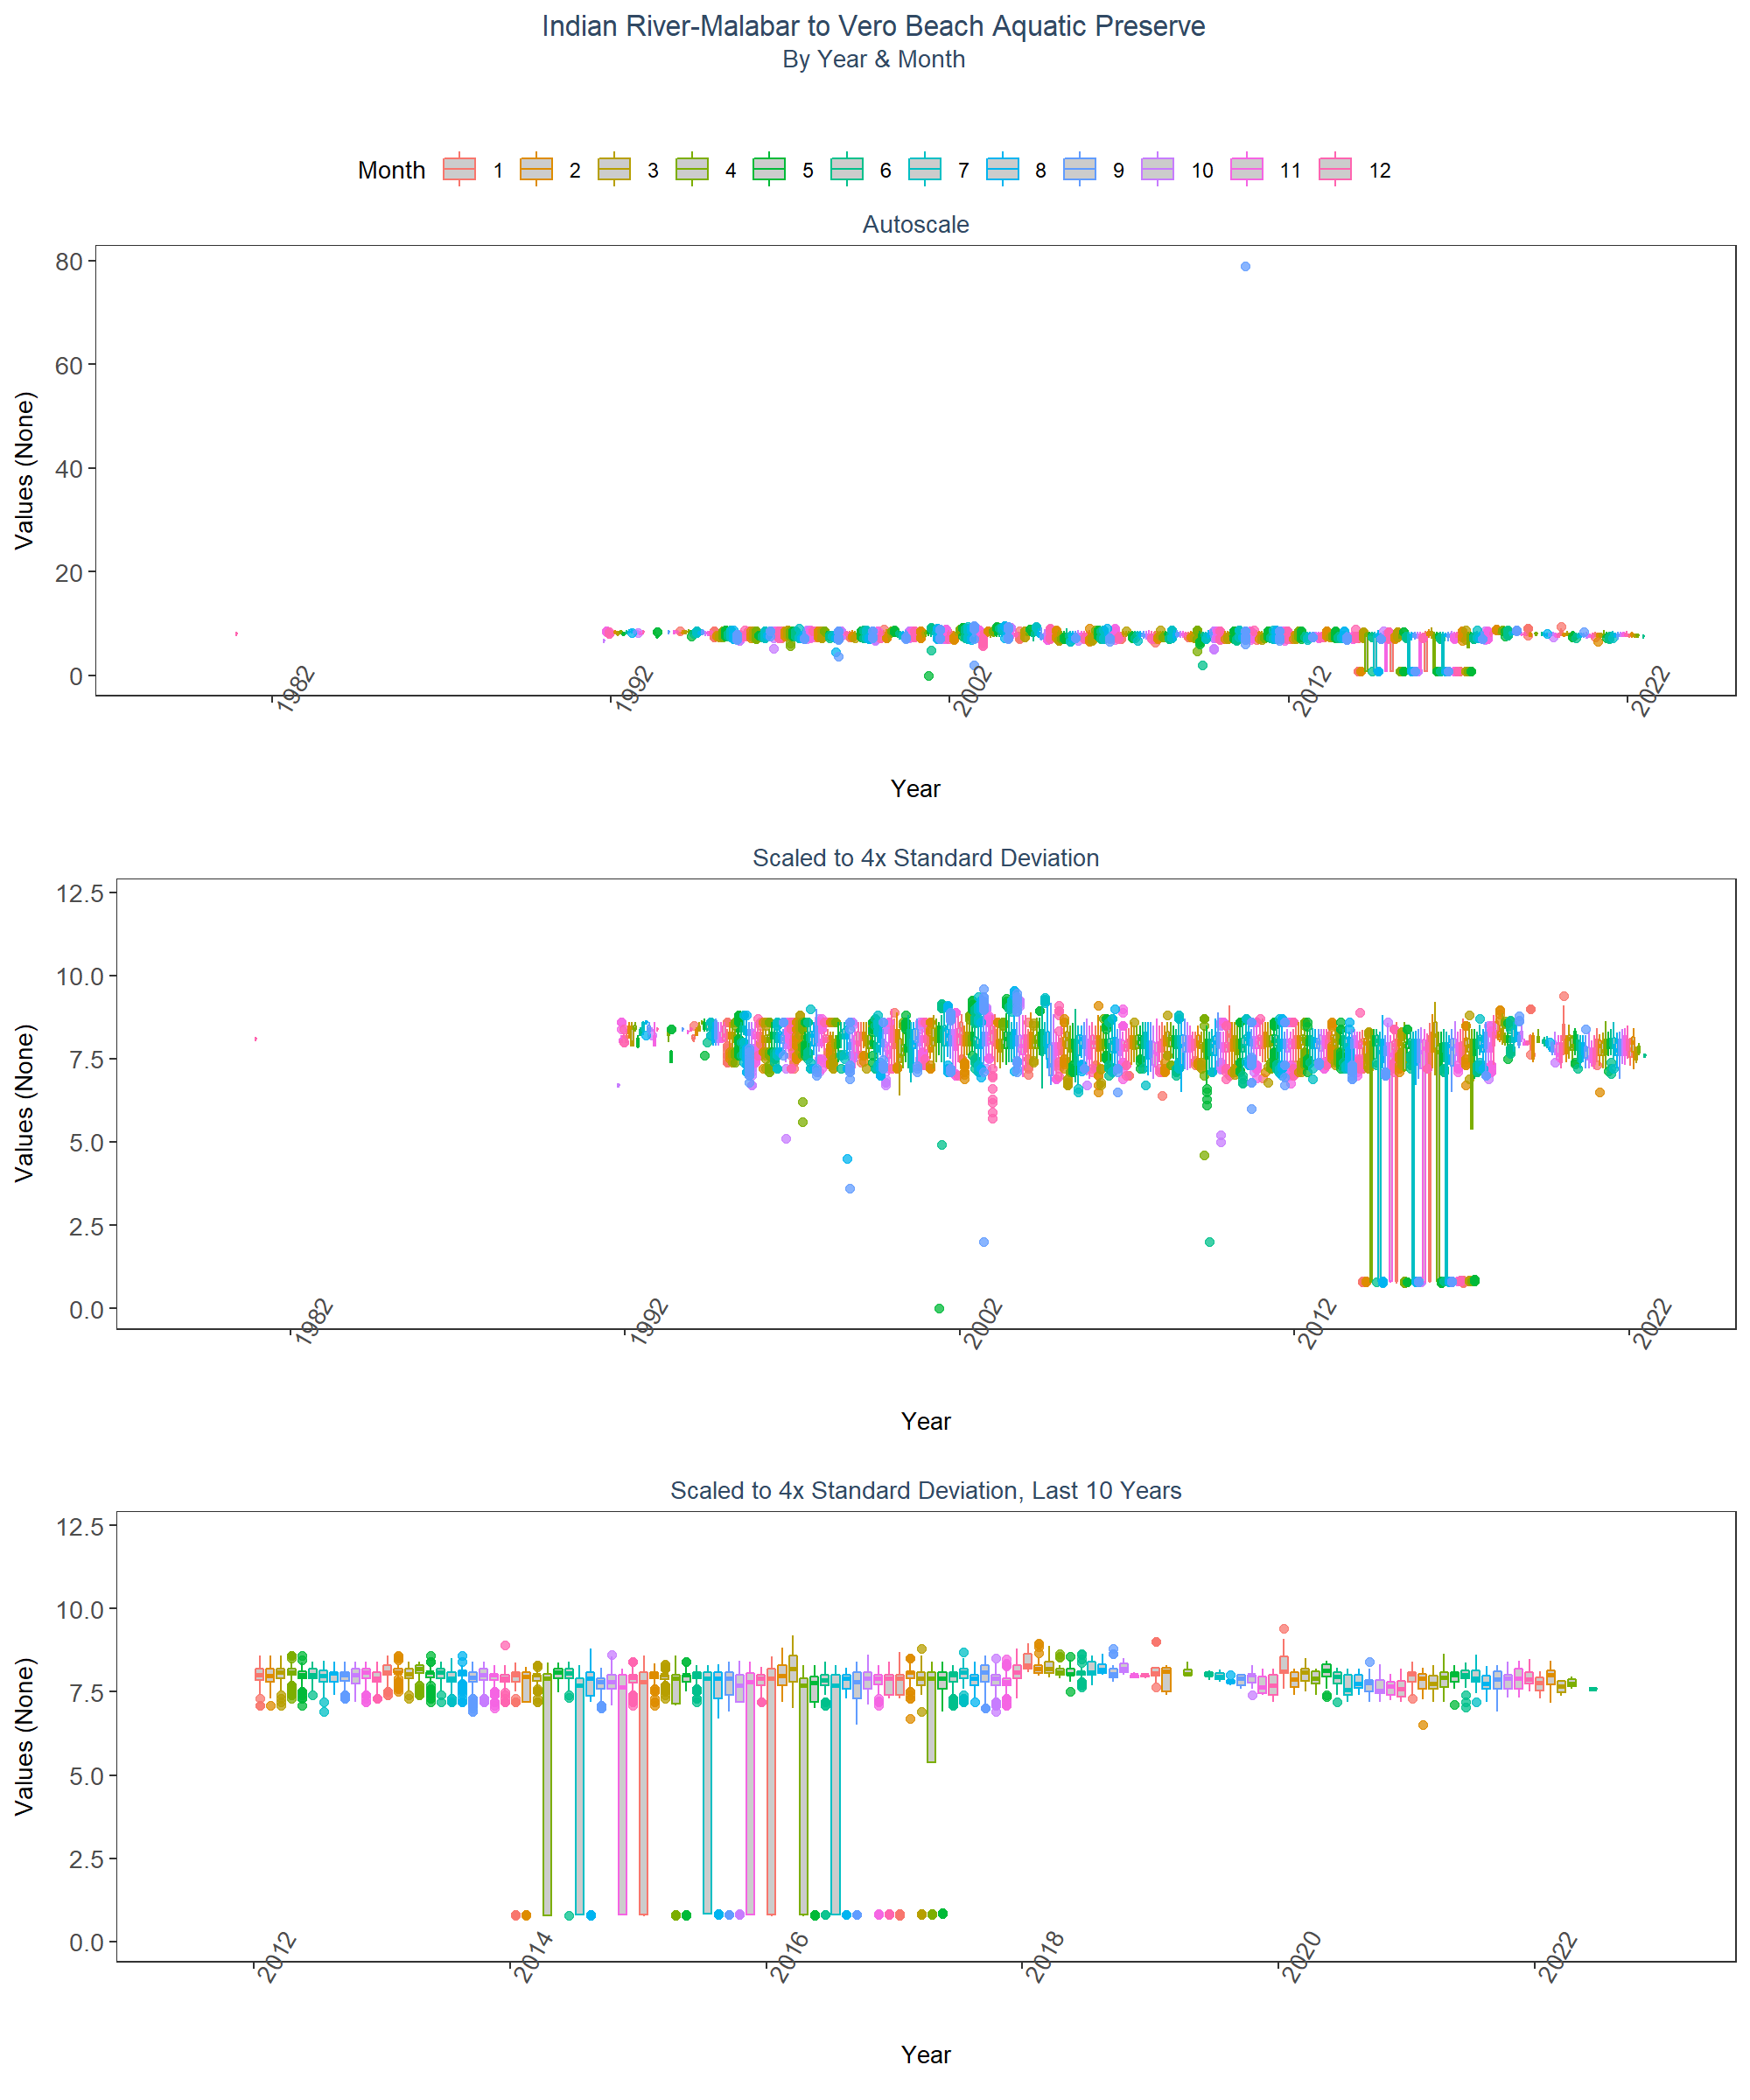 Indian River-Malabar to Vero Beach Aquatic Preserve
By Year & Month
Month 1 2 3 4 5 6 7 8 9 10 11 12
Autoscale
80
60
40
20
0
Values (None)
1982 1992 2002 2012 2022
Year
Scaled to 4x Standard Deviation
12.5
10.0
7.5
5.0
2.5
0.0
Values (None)
1982 1992 2002 2012 2022
Year
Scaled to 4x Standard Deviation, Last 10 Years
12.5
10.0
7.5
5.0
2.5
0.0
Values (None)
2012 2014 2016 2018 2020 2022
Year